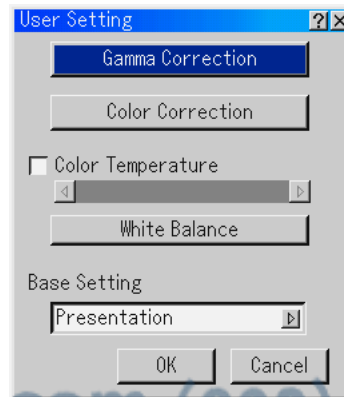 User Setting
Gamma Correction
Color Correction
Color Temperature
White Balance
Base Setting
Presentation
OK Cancel